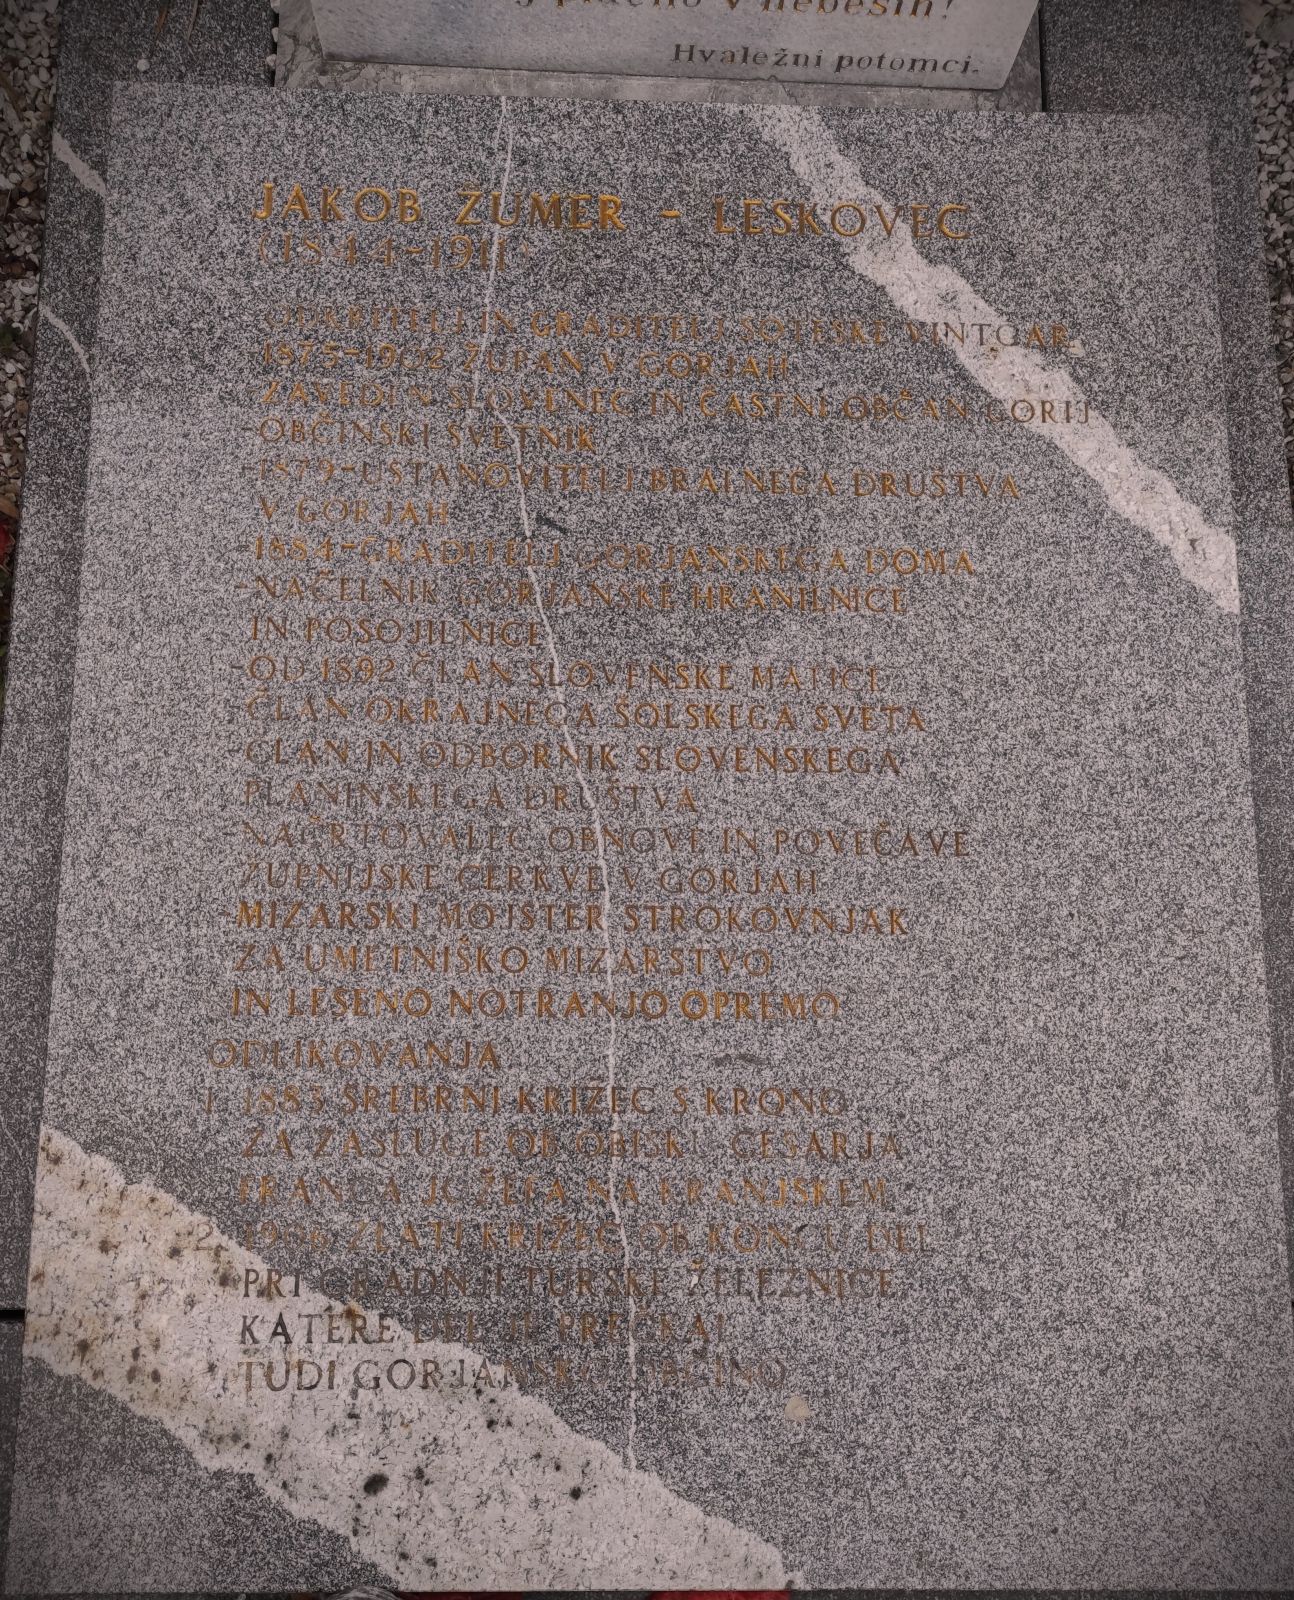 plačano v nebesih!
Hvaležni potomci.
JAKOB ŽUMER - LESKOVEC
(1844-1911)
ODKRITELJ IN GRADITELJ SOTESKE VINTGAR
-1875-1902 ŽUPAN V GORJAH
ZAVEDEN SLOVENEC IN ČASTNI OBČAN GORIJ
-OBČINSKI SVETNIK
-1879-USTANOVITELJ BRALNEGA DRUŠTVA
V GORJAH
-1884-GRADITELJ GORJANSKEGA DOMA
-NAČELNIK GORJANSKE HRANILNICE
IN POSOJILNICE
-OD 1892 ČLAN SLOVENSKE MATICE
-ČLAN OKRAJNEGA ŠOLSKEGA SVETA
-ČLAN IN ODBORNIK SLOVENSKEGA
PLANINSKEGA DRUŠTVA
-NAČRTOVALEC OBNOVE IN POVEČAVE
ŽUPNIJSKE CERKVE V GORJAH
-MIZARSKI MOJSTER STROKOVNJAK
ZA UMETNIŠKO MIZARSTVO
IN LESENO NOTRANJO OPREMO
ODLIKOVANJA
1. 1883 SREBRNI KRIŽEC S KRONO
ZA ZASLUGE OB OBISKU CESARJA
FRANCA JOŽEFA NA KRANJSKEM
2. 1906 ZLATI KRIŽEC OB KONCU DEL
PRI GRADNJI TURSKE ŽELEZNICE
KATERE DEL JE PREČKAL
TUDI GORJANSKO OBČINO